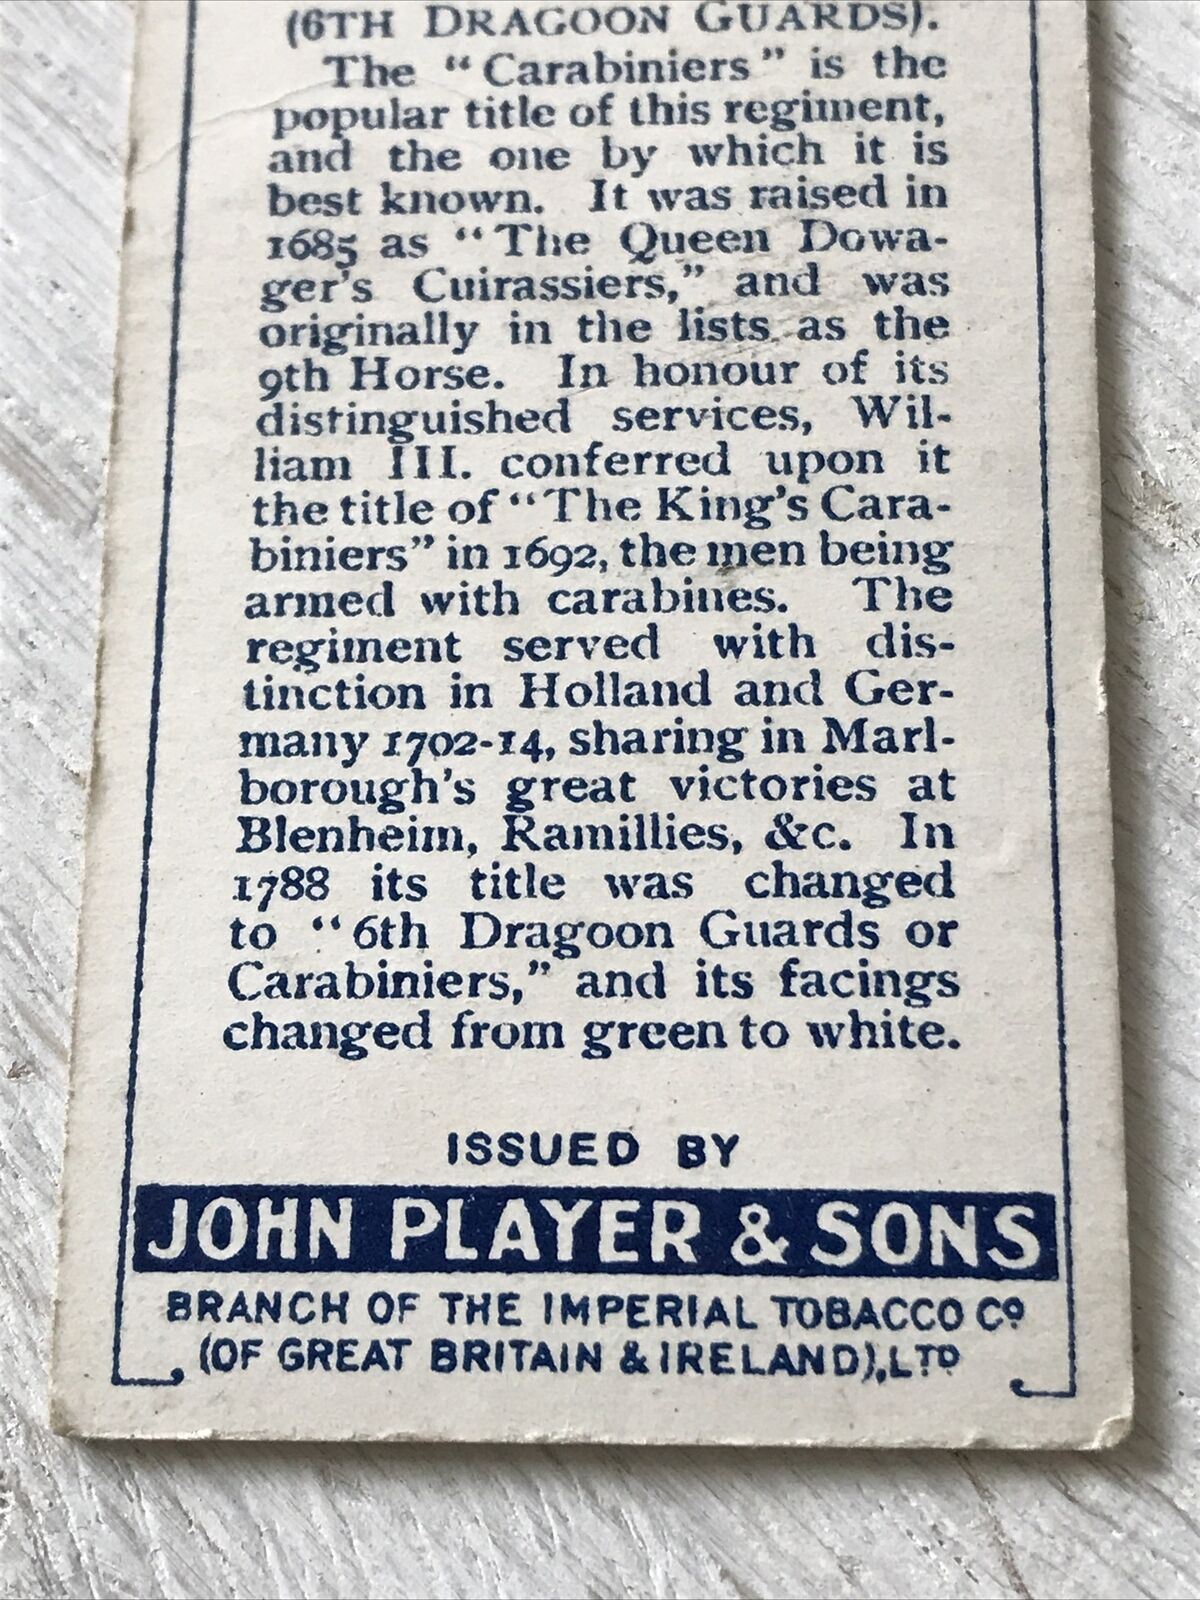 (6TH DRAGOON GUARDS).
The "Carabiniers" is the
popular title of this regiment,
and the one by which it is
best known. It was raised in
1685 as "The Queen Dowa-
ger's Cuirassiers," and was
originally in the lists as the
9th Horse. In honour of its
distinguished services, Wil-
liam III. conferred upon it
the title of "The King's Cara-
biniers" in 1692, the men being
armed with carabines. The
regiment served with dis-
tinction in Holland and Ger-
many 1702-14, sharing in Marl-
borough's great victories at
Blenheim, Ramillies, &c. In
1788 its title was changed
to "6th Dragoon Guards or
Carabiniers," and its facings
changed from green to white.
ISSUED BY
JOHN PLAYER & SONS
BRANCH OF THE IMPERIAL TOBACCO Cº
(OF GREAT BRITAIN & IRELAND), LTD